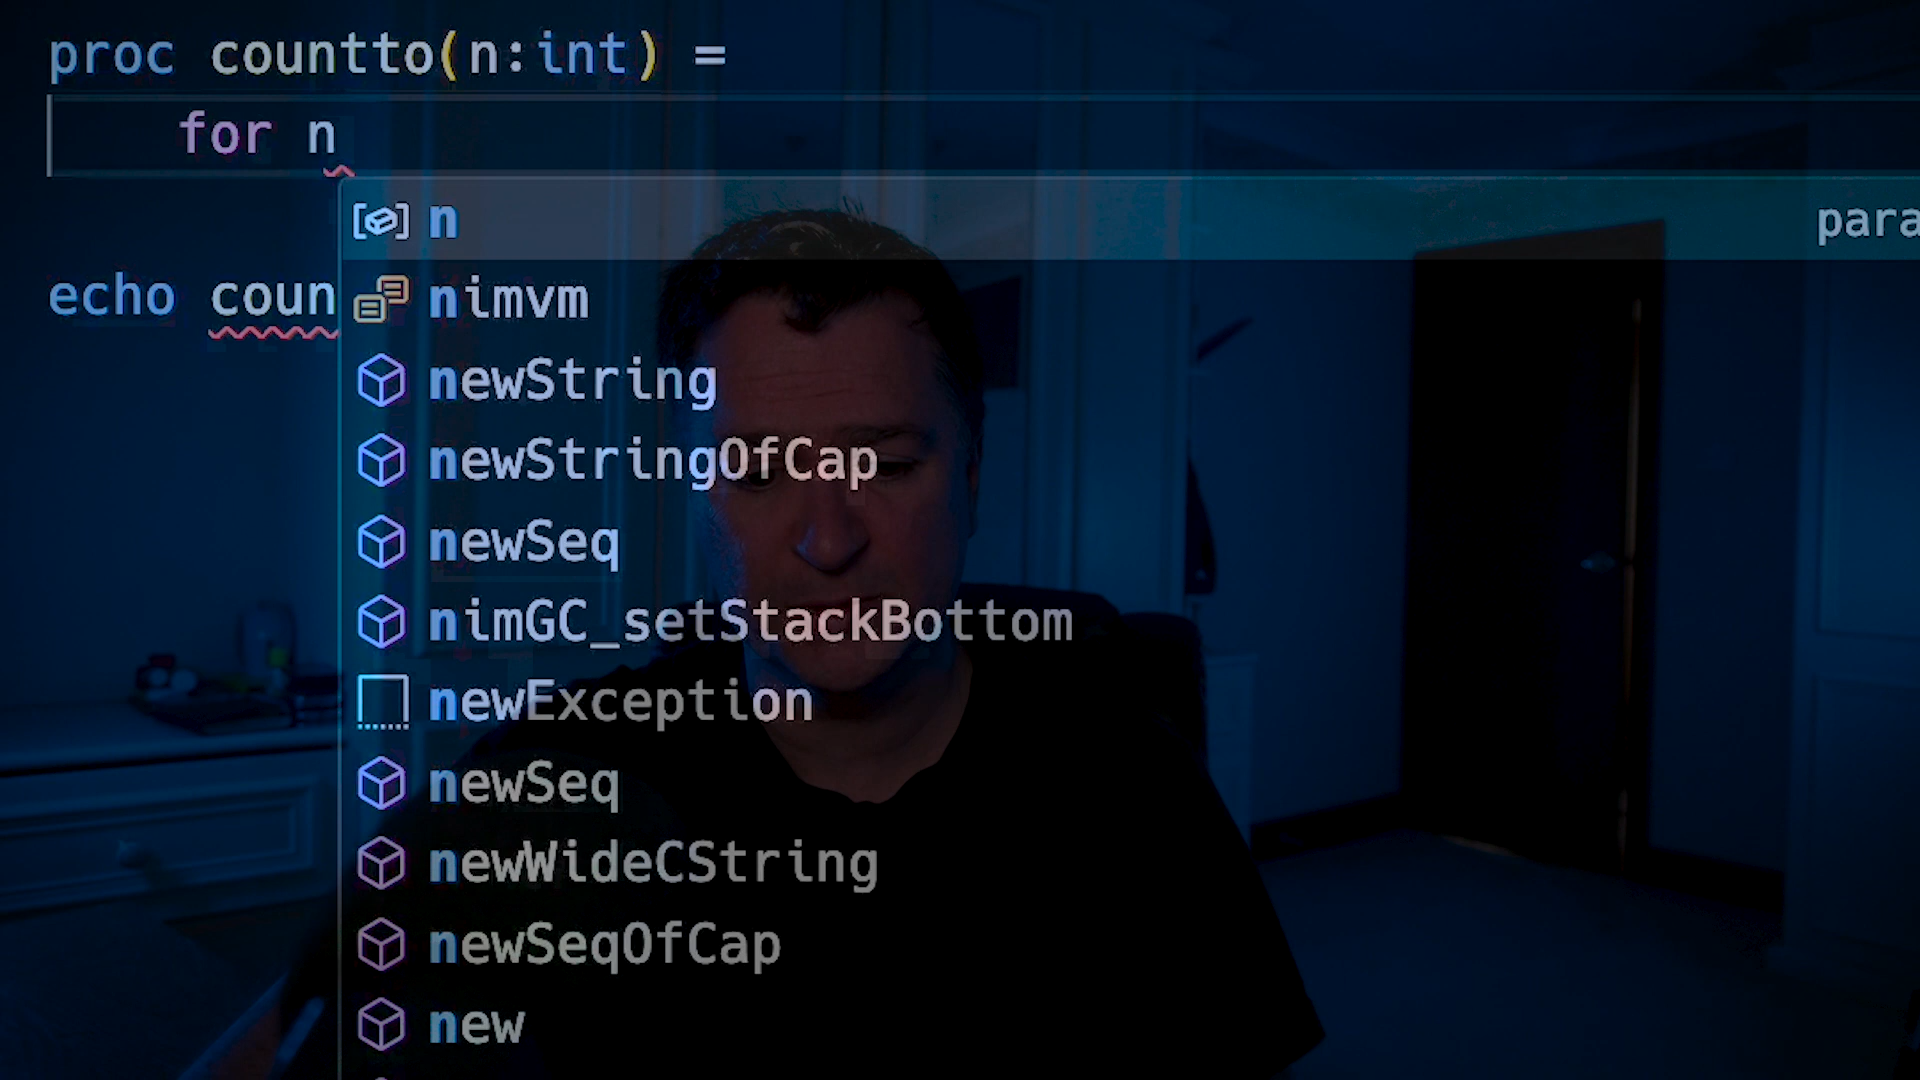 proc countto(n:int) =
for n
n para
nimvm
echo coun
newString
newStringOfCap
newSeq
nimGC_setStackBottom
newException
newSeq
newWideCString
newSeqOfCap
new